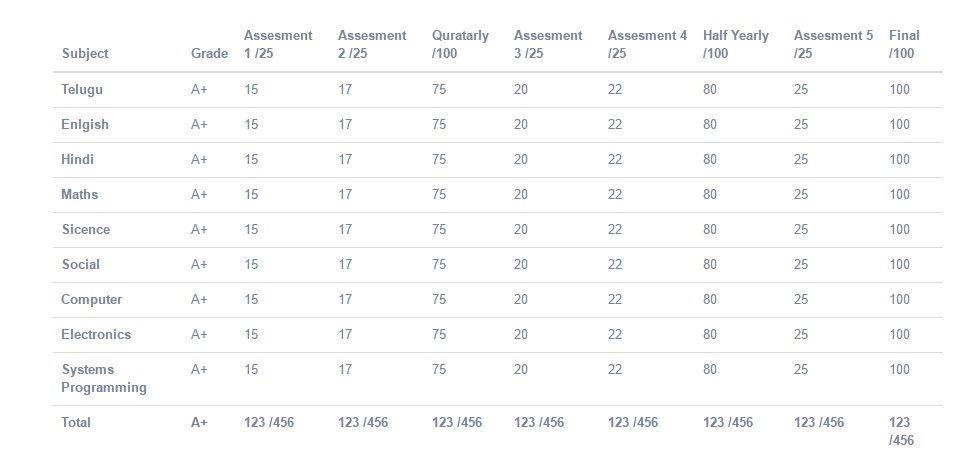 Subject Grade Assesment 1 /25 Assesment 2 /25 Quratarly /100 Assesment 3 /25 Assesment 4 /25 Half Yearly /100 Assesment 5 /25 Final /100
Telugu A+ 15 17 75 20 22 80 25 100
Enlgish A+ 15 17 75 20 22 80 25 100
Hindi A+ 15 17 75 20 22 80 25 100
Maths A+ 15 17 75 20 22 80 25 100
Sicence A+ 15 17 75 20 22 80 25 100
Social A+ 15 17 75 20 22 80 25 100
Computer A+ 15 17 75 20 22 80 25 100
Electronics A+ 15 17 75 20 22 80 25 100
Systems Programming A+ 15 17 75 20 22 80 25 100
Total A+ 123 /456 123 /456 123 /456 123 /456 123 /456 123 /456 123 /456 123 /456